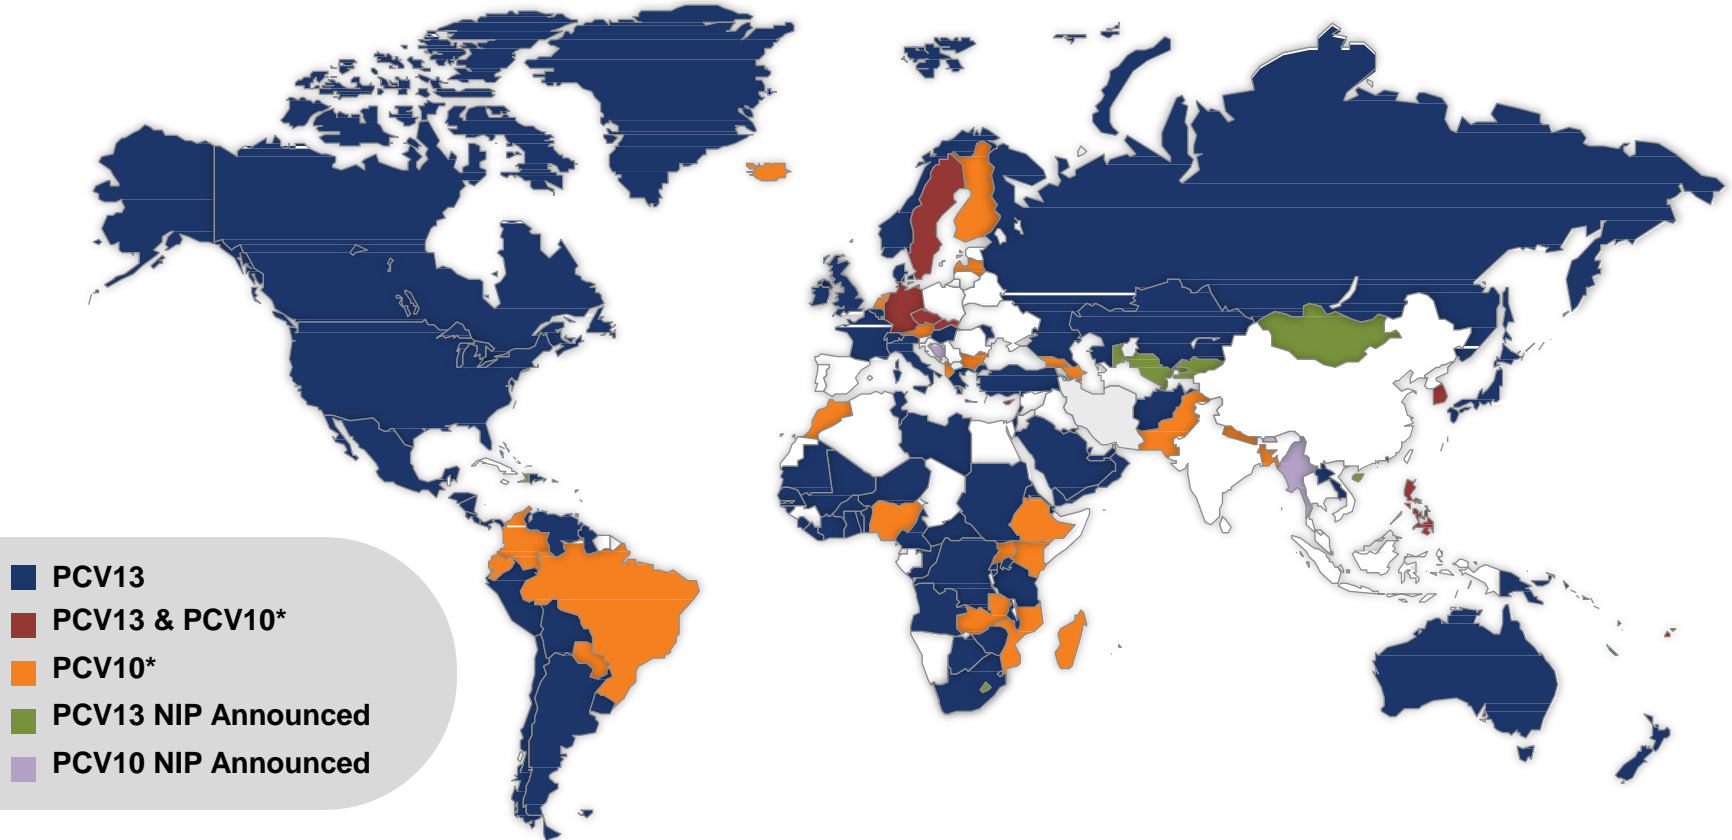 PCV13
PCV13 & PCV10*
PCV10*
PCV13 NIP Announced
PCV10 NIP Announced